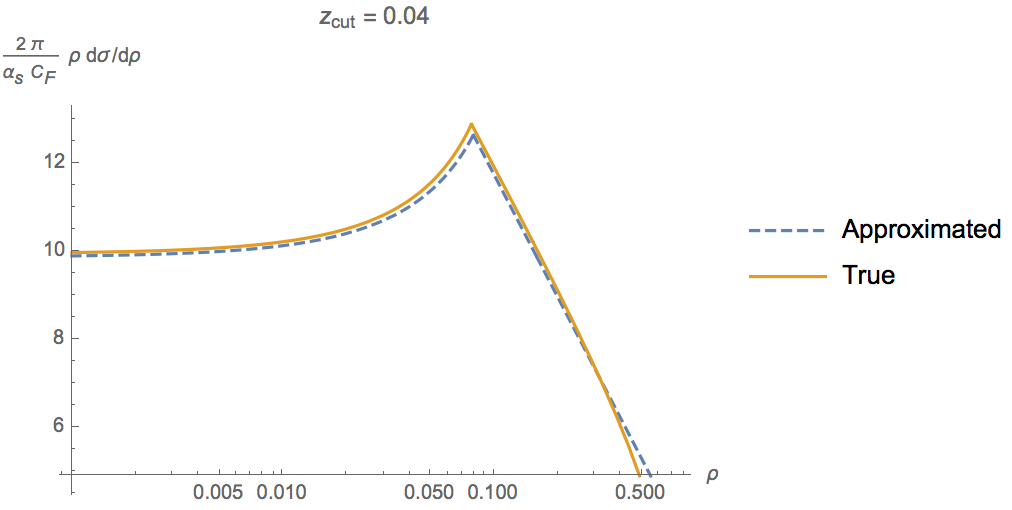 z_cut = 0.04
2 π
α_s C_F
ρ dσ/dρ
12
10
8
6
0.005 0.010 0.050 0.100 0.500 ρ
Approximated
True